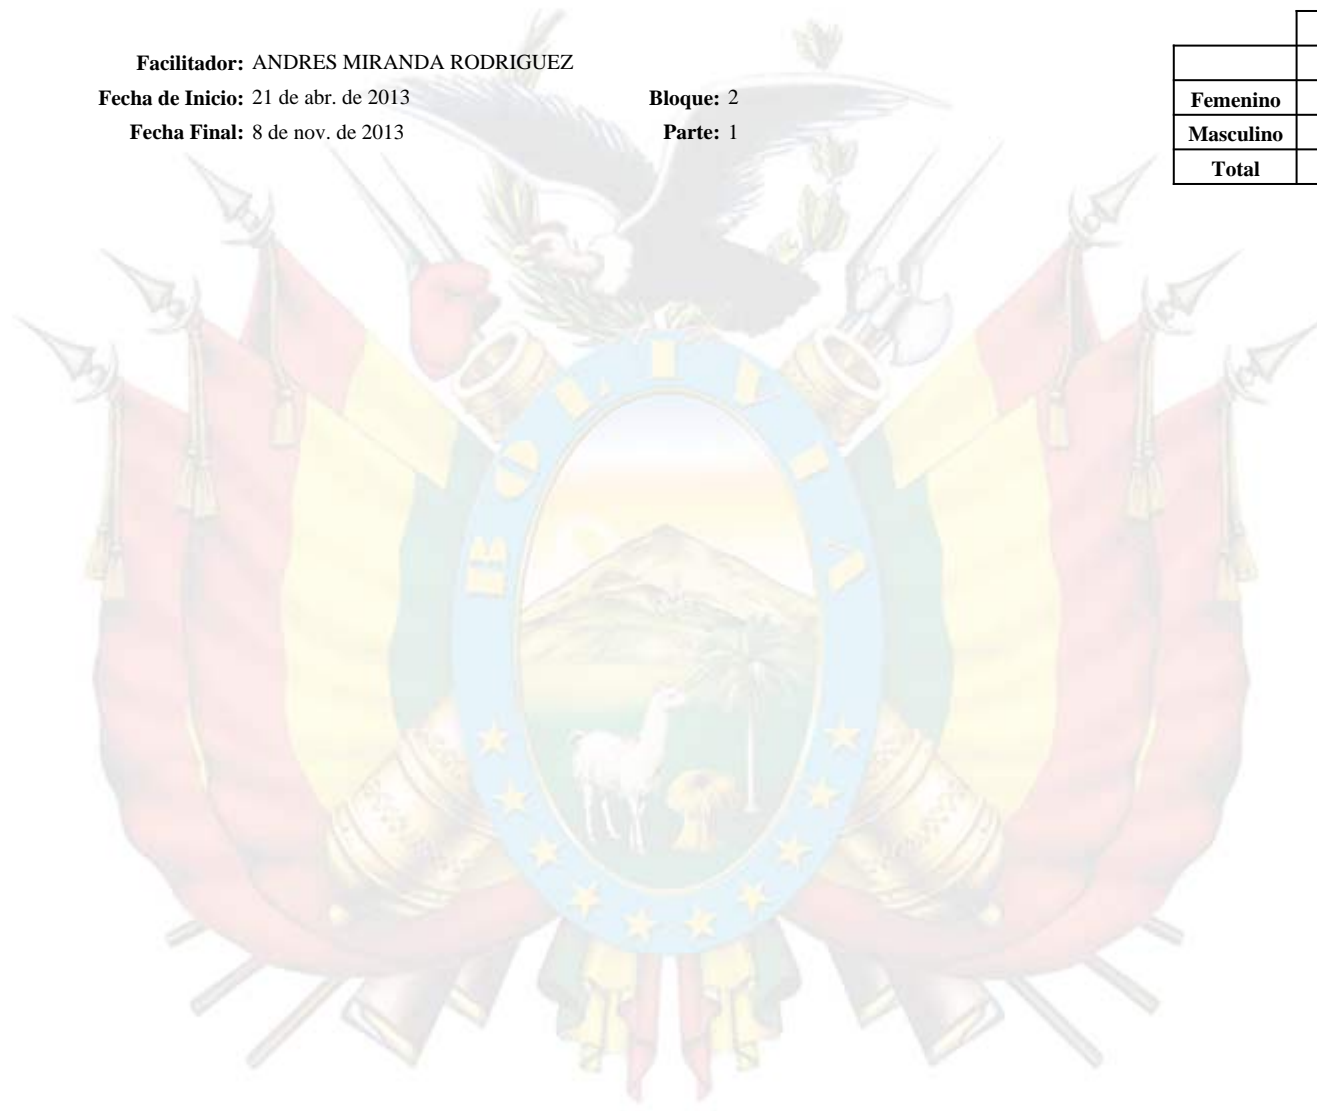 Facilitador: ANDRES MIRANDA RODRIGUEZ
Fecha de Inicio: 21 de abr. de 2013 Bloque: 2
Fecha Final: 8 de nov. de 2013 Parte: 1
Femenino
Masculino
Total
BOLIVIA